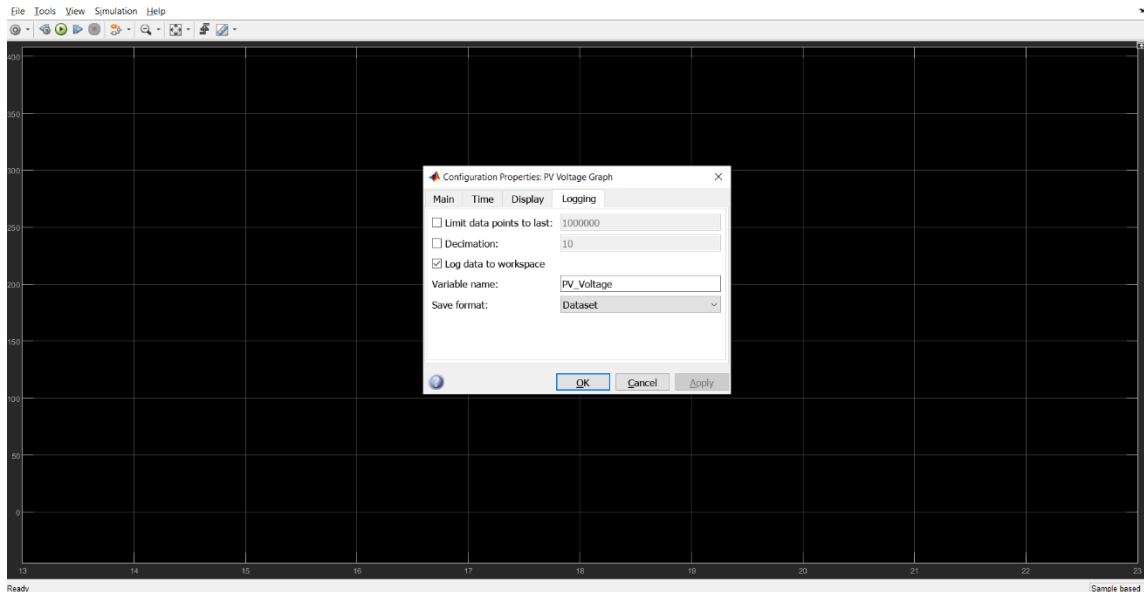 File Tools View Simulation Help
400
350
300
250
200
150
100
50
0
Configuration Properties: PV Voltage Graph
Main Time Display Logging
Limit data points to last: 1000000
Decimation: 10
Log data to workspace
Variable name: PV_Voltage
Save format: Dataset
OK Cancel Apply
13 14 15 16 17 18 19 20 21 22 23
Ready Sample based